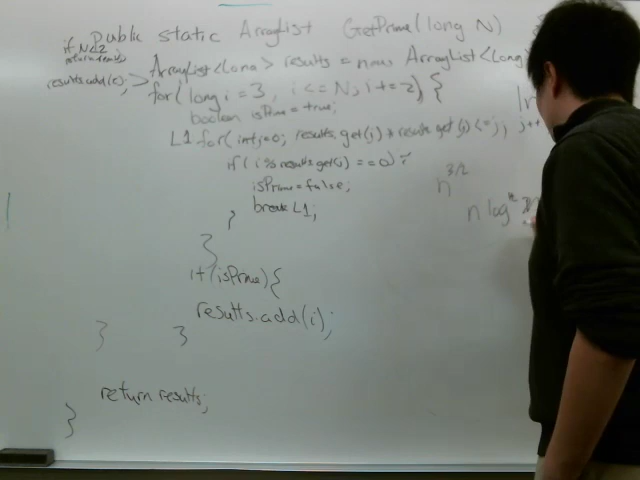 Public static ArrayList GetPrime(long N)
if N<2
return results
results.add(2);
ArrayList<Long> results = new ArrayList<Long>
for(long i=3, i<=N; i+=2) {
boolean isPrime = true;
L1 for(int j=0; results.get(j) * results.get(j) <= j; j++
if(i%results.get(j) == 0) {
isPrime = false;
break L1;
}
}
if(isPrime){
results.add(i);
} }
return results;
}
n^3/2
n log